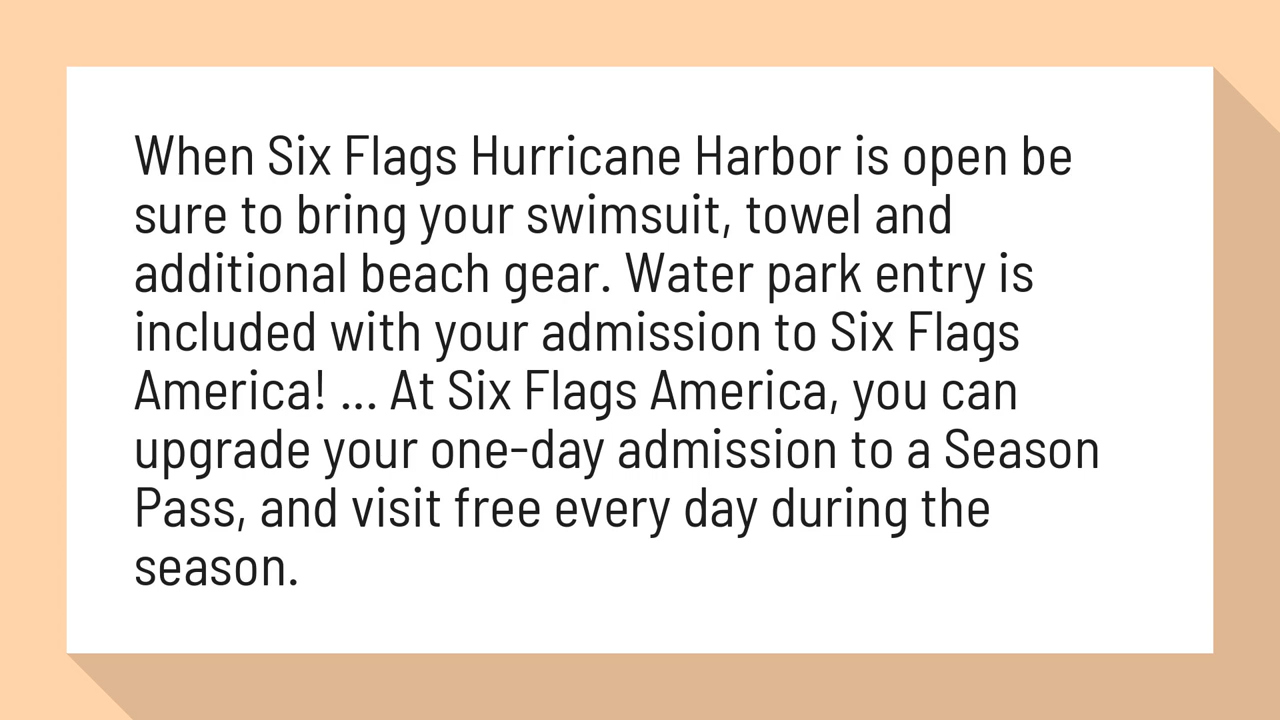 When Six Flags Hurricane Harbor is open be
sure to bring your swimsuit, towel and
additional beach gear. Water park entry is
included with your admission to Six Flags
America! ... At Six Flags America, you can
upgrade your one-day admission to a Season
Pass, and visit free every day during the
season.